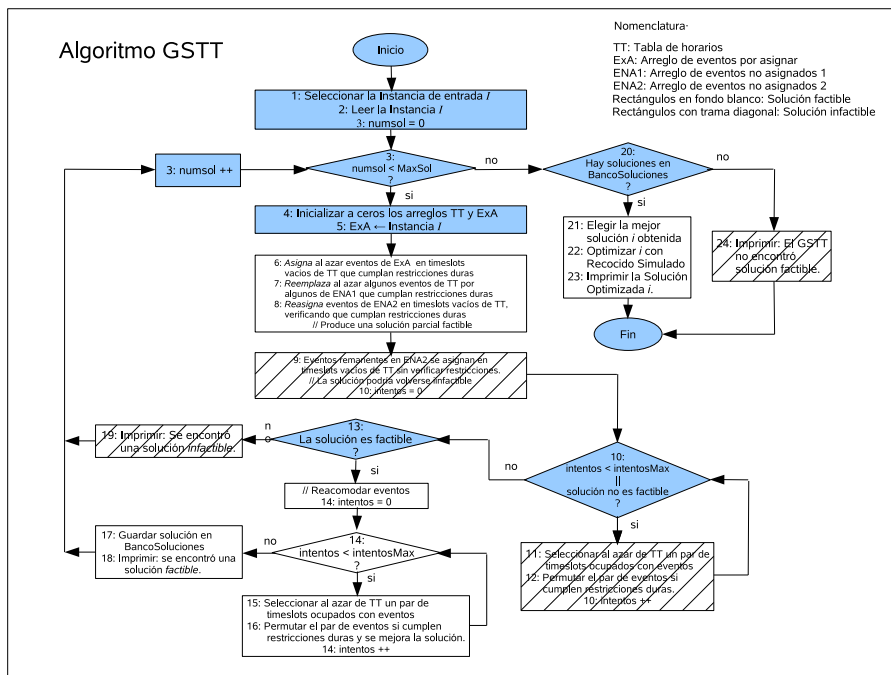 Algoritmo GSTT
Nomenclatura·
TT: Tabla de horarios
ExA: Arreglo de eventos por asignar
ENA1: Arreglo de eventos no asignados 1
ENA2: Arreglo de eventos no asignados 2
Rectángulos en fondo blanco: Solución factible
Rectángulos con trama diagonal: Solución infactible
Inicio
1: Seleccionar la Instancia de entrada I
2: Leer la Instancia I
3: numsol = 0
3: numsol ++
3:
numsol < MaxSol
?
no
si
20:
Hay soluciones en
BancoSoluciones
?
no
si
4: Inicializar a ceros los arreglos TT y ExA
5: ExA ← Instancia I
21: Elegir la mejor
solución i obtenida
22: Optimizar i con
Recocido Simulado
23: Imprimir la Solución
Optimizada i.
24: Imprimir: El GSTT
no encontró
solución factible.
6: Asigna al azar eventos de ExA en timeslots
vacios de TT que cumplan restricciones duras
7: Reemplaza al azar algunos eventos de TT por
algunos de ENA1 que cumplan restricciones duras
8: Reasigna eventos de ENA2 en timeslots vacíos de TT,
verificando que cumplan restricciones duras
// Produce una solución parcial factible
Fin
9: Eventos remanentes en ENA2 se asignan en
timeslots vacíos de TT sin verificar restricciones.
// La solución podría volverse iinfactible
10: intentos = 0
19: Imprimir: Se encontró
una solución infactible.
n
o
13:
La solución es factible
?
si
no
10:
intentos < intentosMax
||
solución no es factible
?
si
// Reacomodar eventos
14: intentos = 0
17: Guardar solución en
BancoSoluciones
18: Imprimir: se encontró una
solución factible.
no
14:
intentos < intentosMax
?
si
11: Seleccionar al azar de TT un par de
timeslots ocupados con eventos
12: Permutar el par de eventos si
cumplen restricciones duras.
10: intentos ++
15: Seleccionar al azar de TT un par de
timeslots ocupados con eventos
16: Permutar el par de eventos si cumplen
restricciones duras y se mejora la solución.
14: intentos ++